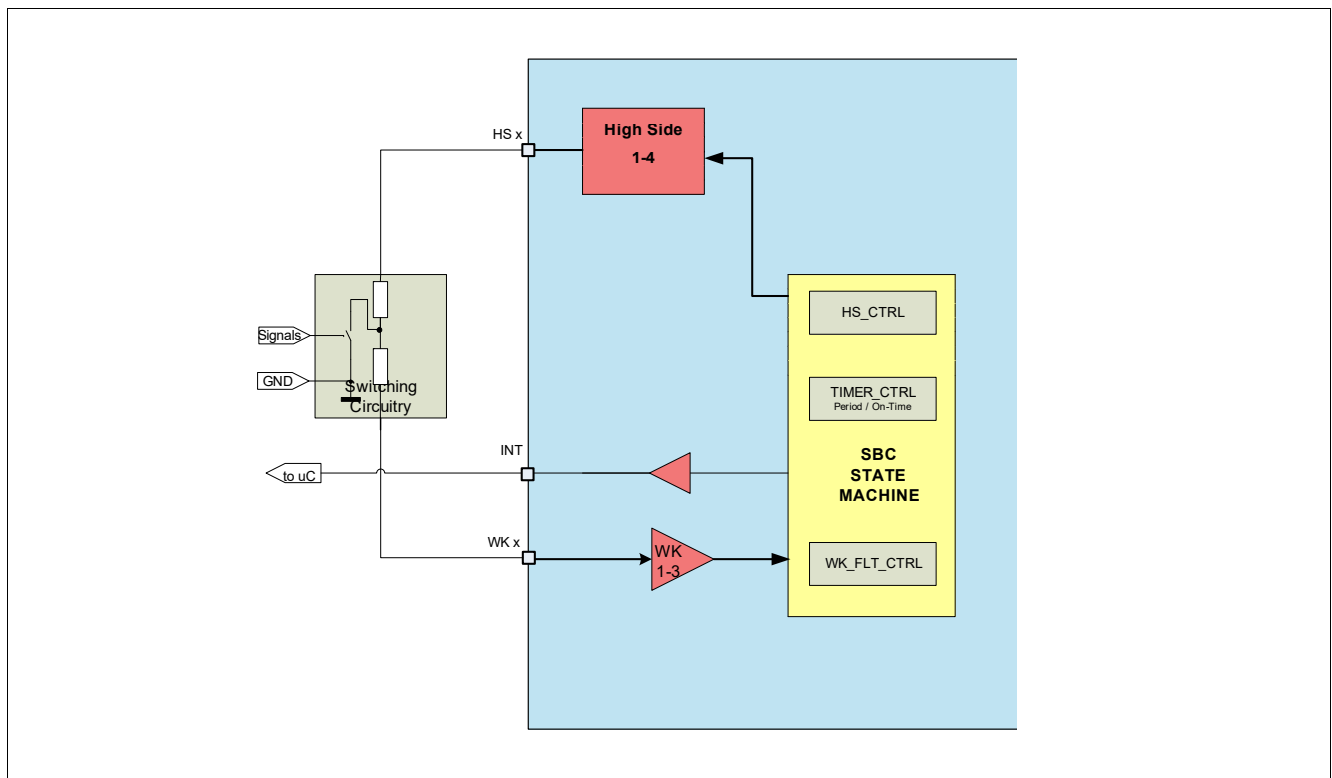 High Side
1-4
HS x
HS_CTRL
Signals
TIMER_CTRL
Period / On-Time
GND
Switching
Circuitry
INT
SBC
STATE
MACHINE
to uC
WK x
WK
1-3
WK_FLT_CTRL